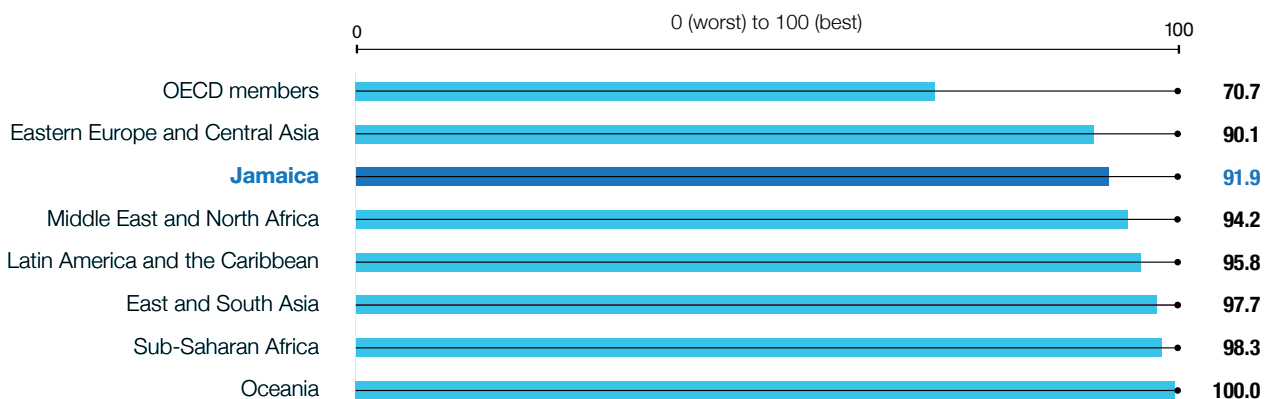 0 (worst) to 100 (best)
0 100
OECD members 70.7
Eastern Europe and Central Asia 90.1
Jamaica 91.9
Middle East and North Africa 94.2
Latin America and the Caribbean 95.8
East and South Asia 97.7
Sub-Saharan Africa 98.3
Oceania 100.0